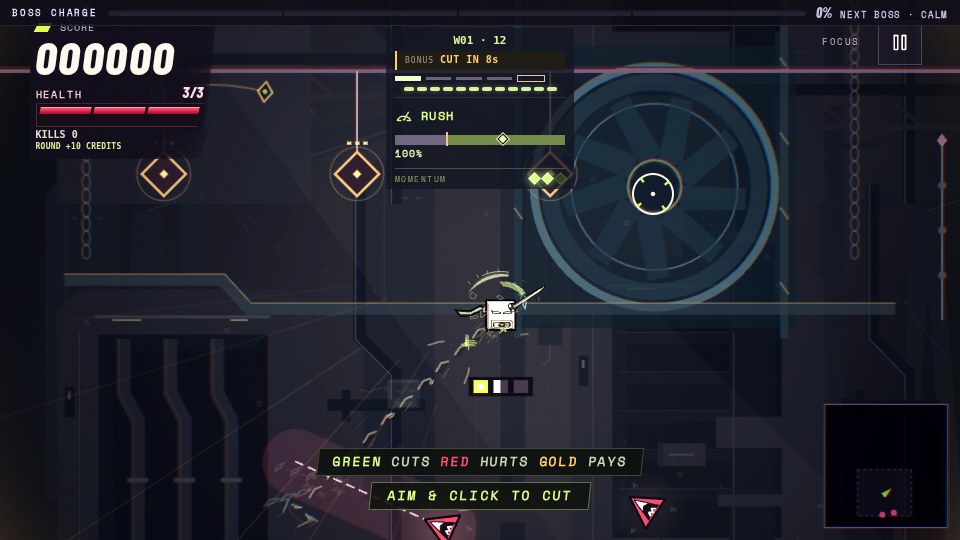 BOSS CHARGE
0% NEXT BOSS · CALM
SCORE
000000
HEALTH 3/3
KILLS 0
ROUND +10 CREDITS
W01 · 12
BONUS CUT IN 8s
RUSH
100%
MOMENTUM
FOCUS
GREEN CUTS RED HURTS GOLD PAYS
AIM & CLICK TO CUT